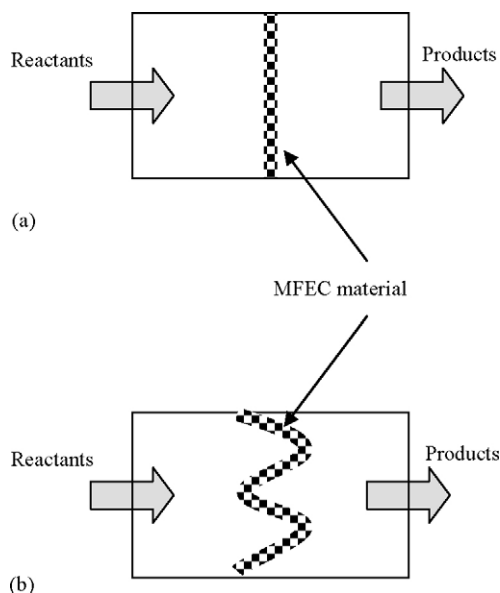 Reactants
Products
(a)
MFEC material
Reactants
Products
(b)